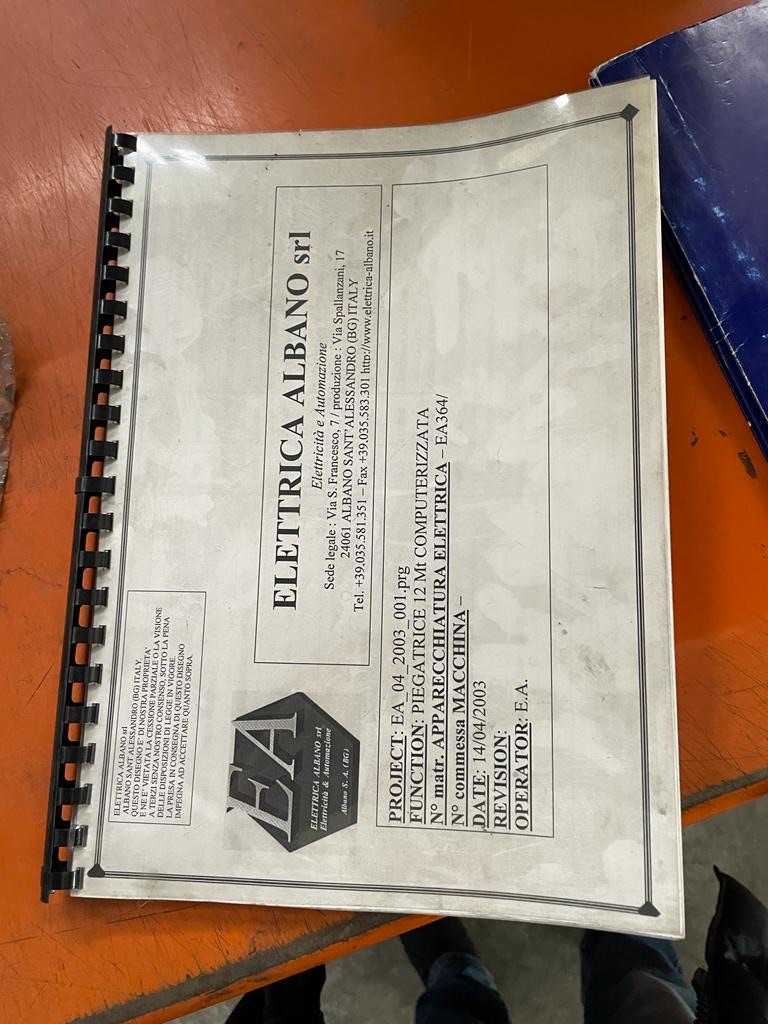 ELETTRICA ALBANO srl
ALBANO SANT'ALESSANDRO (BG) ITALY.
QUESTO DISEGNO E' DI NOSTRA PROPRIETA'
E NE E' VIETATA LA CESSIONE PARZIALE O LA VISIONE
A TERZI SENZA NOSTRO CONSENSO, SOTTO LA PENA
DELLE DISPOSIZIONI DI LEGGE IN VIGORE.
LA PRESA IN CONSEGNA DI QUESTO DISEGNO
IMPEGNA AD ACCETTARE QUANTO SOPRA.
EA
ELETTRICA ALBANO srl
Elettricità & Automazione
Albano S. A. (BG)
ELETTRICA ALBANO srl
Elettricità e Automazione
Sede legale : Via S. Francesco, 7 / produzione : Via Spallanzani, 17
24061 ALBANO SANT'ALESSANDRO (BG) ITALY
Tel. +39.035.581.351 – Fax +39.035.583.301 http://www.elettrica-albano.it
PROJECT: EA_04_2003_001.prg
FUNCTION: PIEGATRICE 12 Mt COMPUTERIZZATA
N° matr. APPARECCHIATURA ELETTRICA – EA364/
N° commessa MACCHINA –
DATE: 14/04/2003
REVISION:
OPERATOR: E.A.